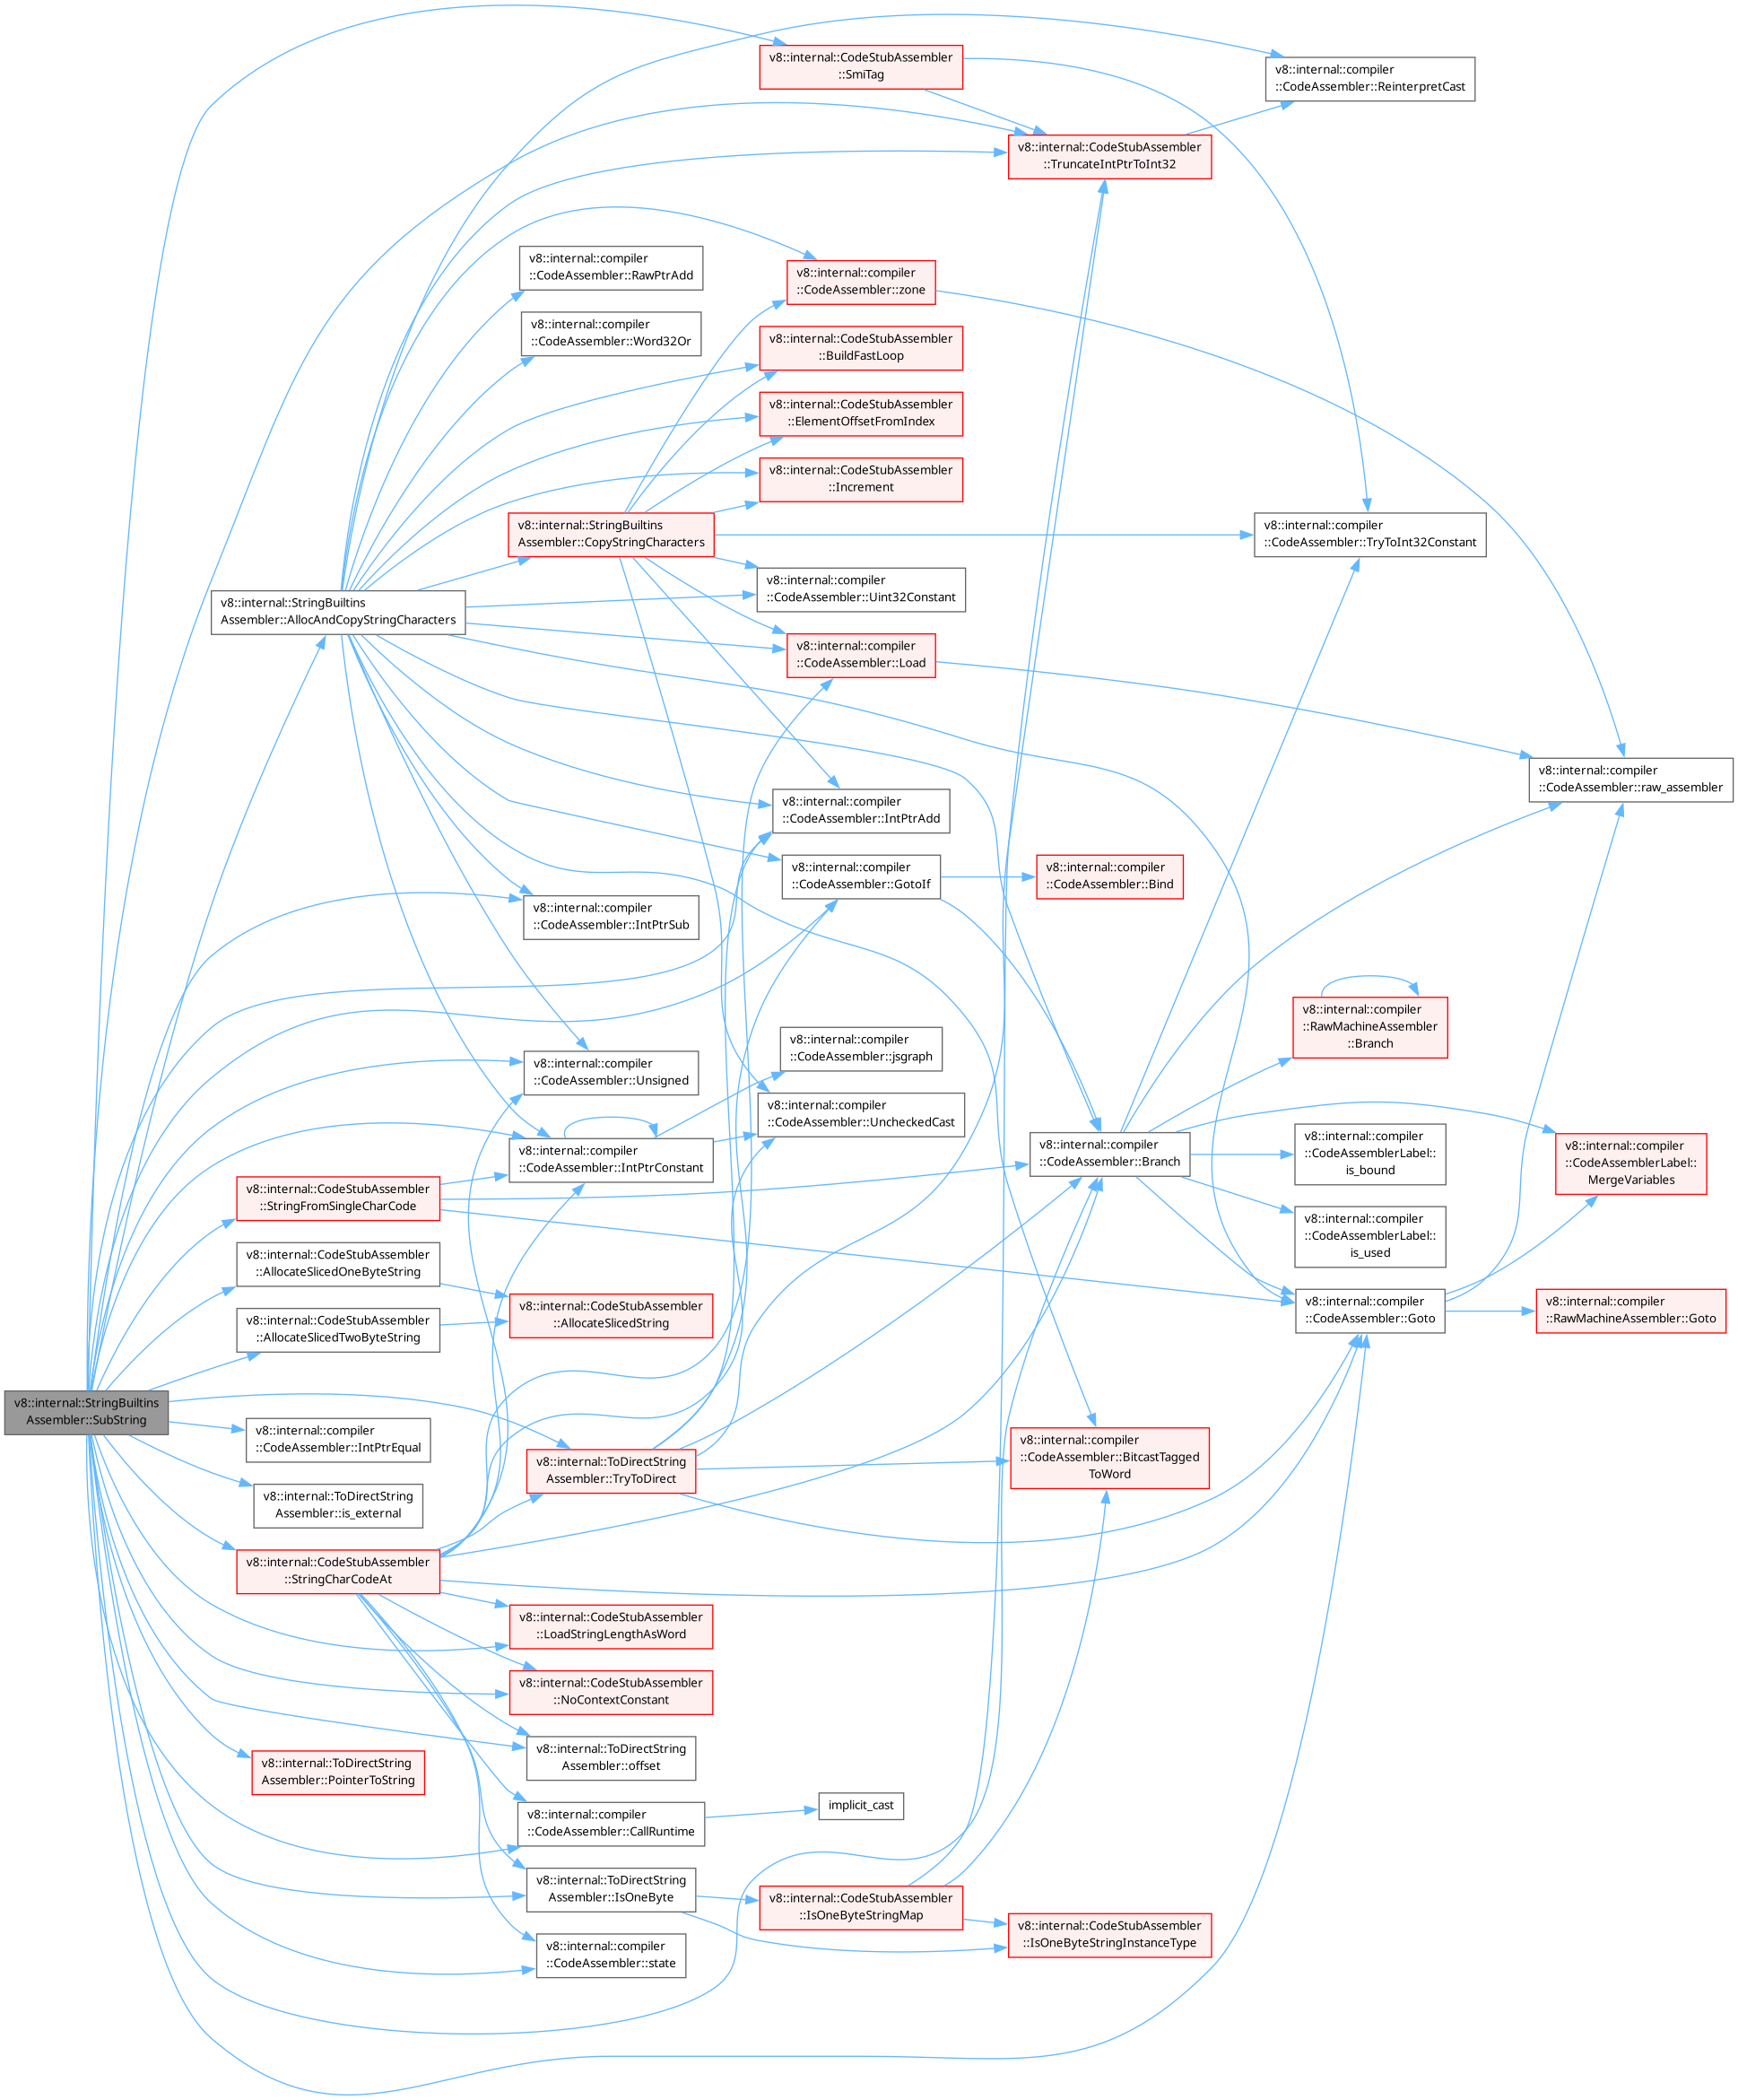 v8::internal::CodeStubAssembler
::SmiTag
v8::internal::compiler
::CodeAssembler::ReinterpretCast
v8::internal::CodeStubAssembler
::TruncateIntPtrToInt32
v8::internal::compiler
::CodeAssembler::RawPtrAdd
v8::internal::compiler
::CodeAssembler::zone
v8::internal::compiler
::CodeAssembler::Word32Or
v8::internal::CodeStubAssembler
::BuildFastLoop
v8::internal::CodeStubAssembler
::ElementOffsetFromIndex
v8::internal::CodeStubAssembler
::Increment
v8::internal::StringBuiltins
Assembler::CopyStringCharacters
v8::internal::compiler
::CodeAssembler::TryToInt32Constant
v8::internal::compiler
::CodeAssembler::Uint32Constant
v8::internal::StringBuiltins
Assembler::AllocAndCopyStringCharacters
v8::internal::compiler
::CodeAssembler::Load
v8::internal::compiler
::CodeAssembler::raw_assembler
v8::internal::compiler
::CodeAssembler::IntPtrAdd
v8::internal::compiler
::CodeAssembler::GotoIf
v8::internal::compiler
::CodeAssembler::Bind
v8::internal::compiler
::CodeAssembler::IntPtrSub
v8::internal::compiler
::RawMachineAssembler
::Branch
v8::internal::compiler
::CodeAssembler::jsgraph
v8::internal::compiler
::CodeAssembler::Unsigned
v8::internal::compiler
::CodeAssembler::UncheckedCast
v8::internal::compiler
::CodeAssembler::IntPtrConstant
v8::internal::compiler
::CodeAssembler::Branch
v8::internal::compiler
::CodeAssemblerLabel::
is_bound
v8::internal::compiler
::CodeAssemblerLabel::
MergeVariables
v8::internal::CodeStubAssembler
::StringFromSingleCharCode
v8::internal::compiler
::CodeAssemblerLabel::
is_used
v8::internal::CodeStubAssembler
::AllocateSlicedOneByteString
v8::internal::CodeStubAssembler
::AllocateSlicedString
v8::internal::compiler
::CodeAssembler::Goto
v8::internal::compiler
::RawMachineAssembler::Goto
v8::internal::CodeStubAssembler
::AllocateSlicedTwoByteString
v8::internal::StringBuiltins
Assembler::SubString
v8::internal::compiler
::CodeAssembler::IntPtrEqual
v8::internal::ToDirectString
Assembler::TryToDirect
v8::internal::compiler
::CodeAssembler::BitcastTagged
ToWord
v8::internal::ToDirectString
Assembler::is_external
v8::internal::CodeStubAssembler
::StringCharCodeAt
v8::internal::CodeStubAssembler
::LoadStringLengthAsWord
v8::internal::CodeStubAssembler
::NoContextConstant
v8::internal::ToDirectString
Assembler::offset
v8::internal::ToDirectString
Assembler::PointerToString
v8::internal::compiler
::CodeAssembler::CallRuntime
implicit_cast
v8::internal::ToDirectString
Assembler::IsOneByte
v8::internal::CodeStubAssembler
::IsOneByteStringMap
v8::internal::CodeStubAssembler
::IsOneByteStringInstanceType
v8::internal::compiler
::CodeAssembler::state